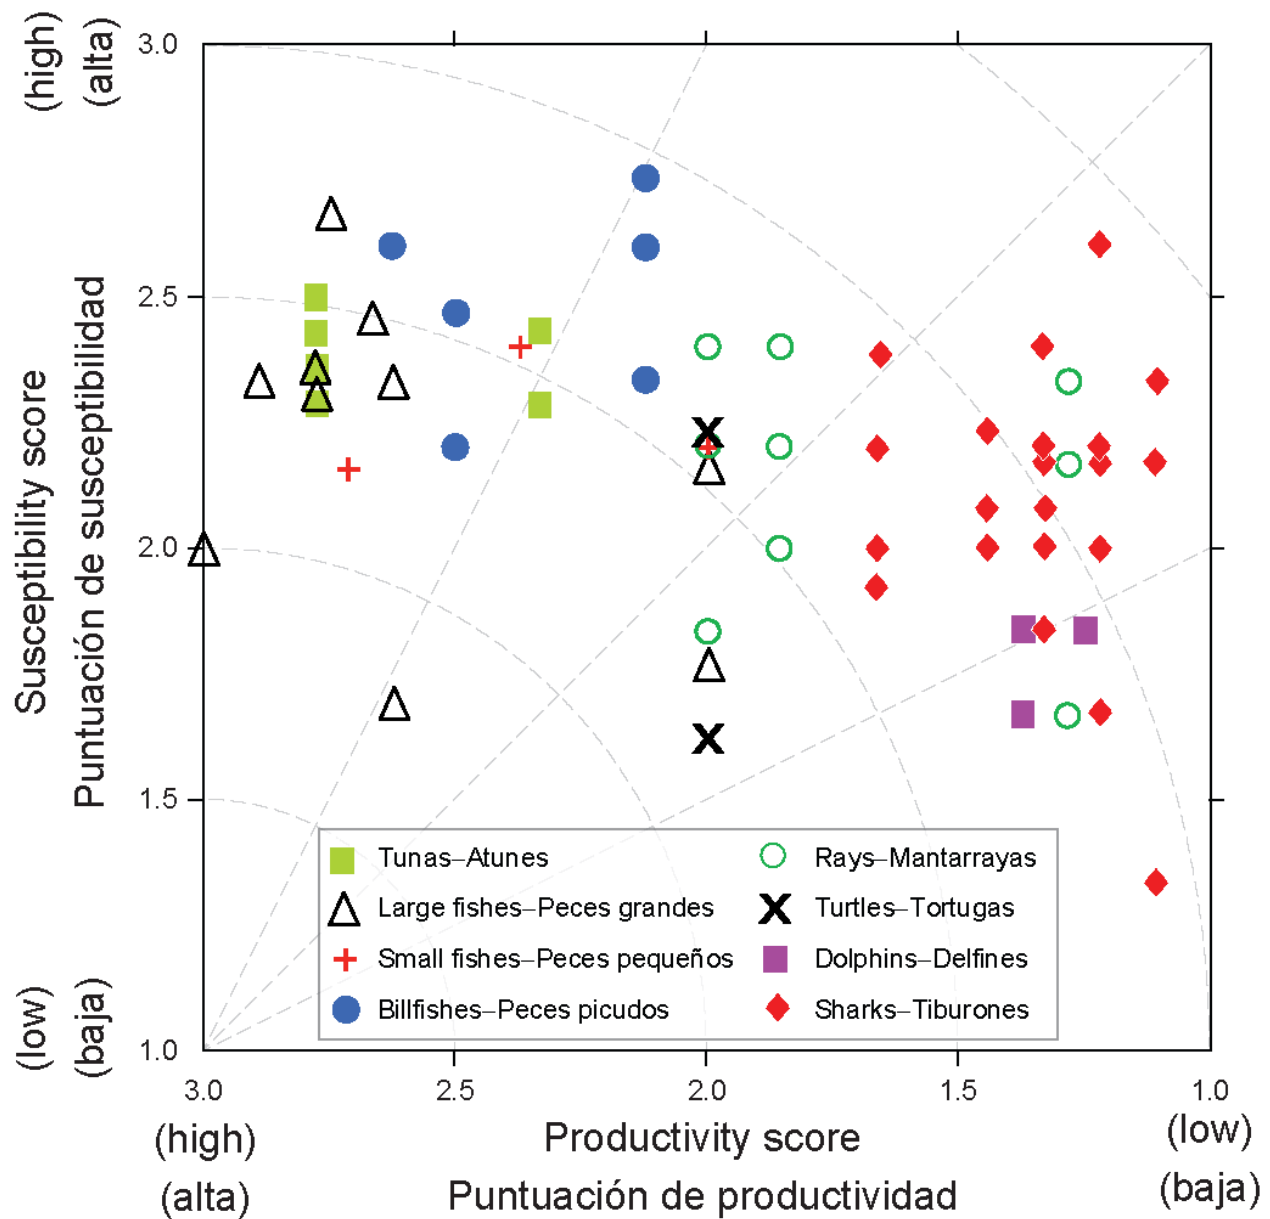 (high)
(alta)
Susceptibility score
Puntuación de susceptibilidad
(low)
(baja)
3.0
2.5
2.0
1.5
1.0
Tunas–Atunes
Large fishes–Peces grandes
Small fishes–Peces pequeños
Billfishes–Peces picudos
Rays–Mantarrayas
Turtles–Tortugas
Dolphins–Delfines
Sharks–Tiburones
3.0 2.5 2.0 1.5 1.0
(high) Productivity score (low)
(alta) Puntuación de productividad (baja)